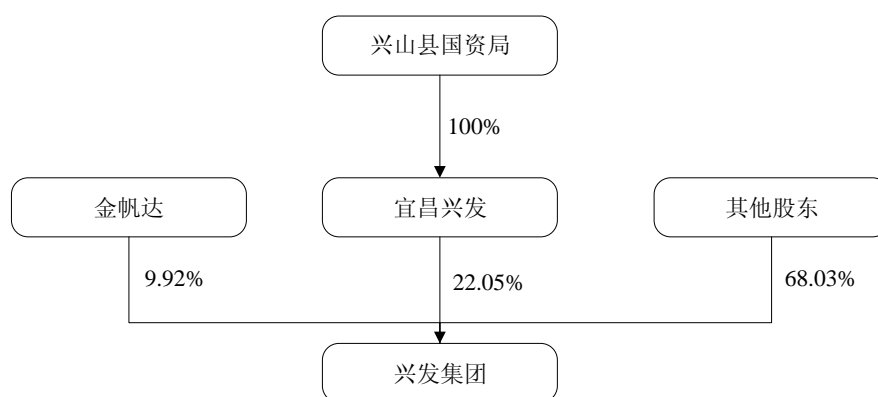 兴山县国资局
100%
金帆达
宜昌兴发
其他股东
9.92%
22.05%
68.03%
兴发集团